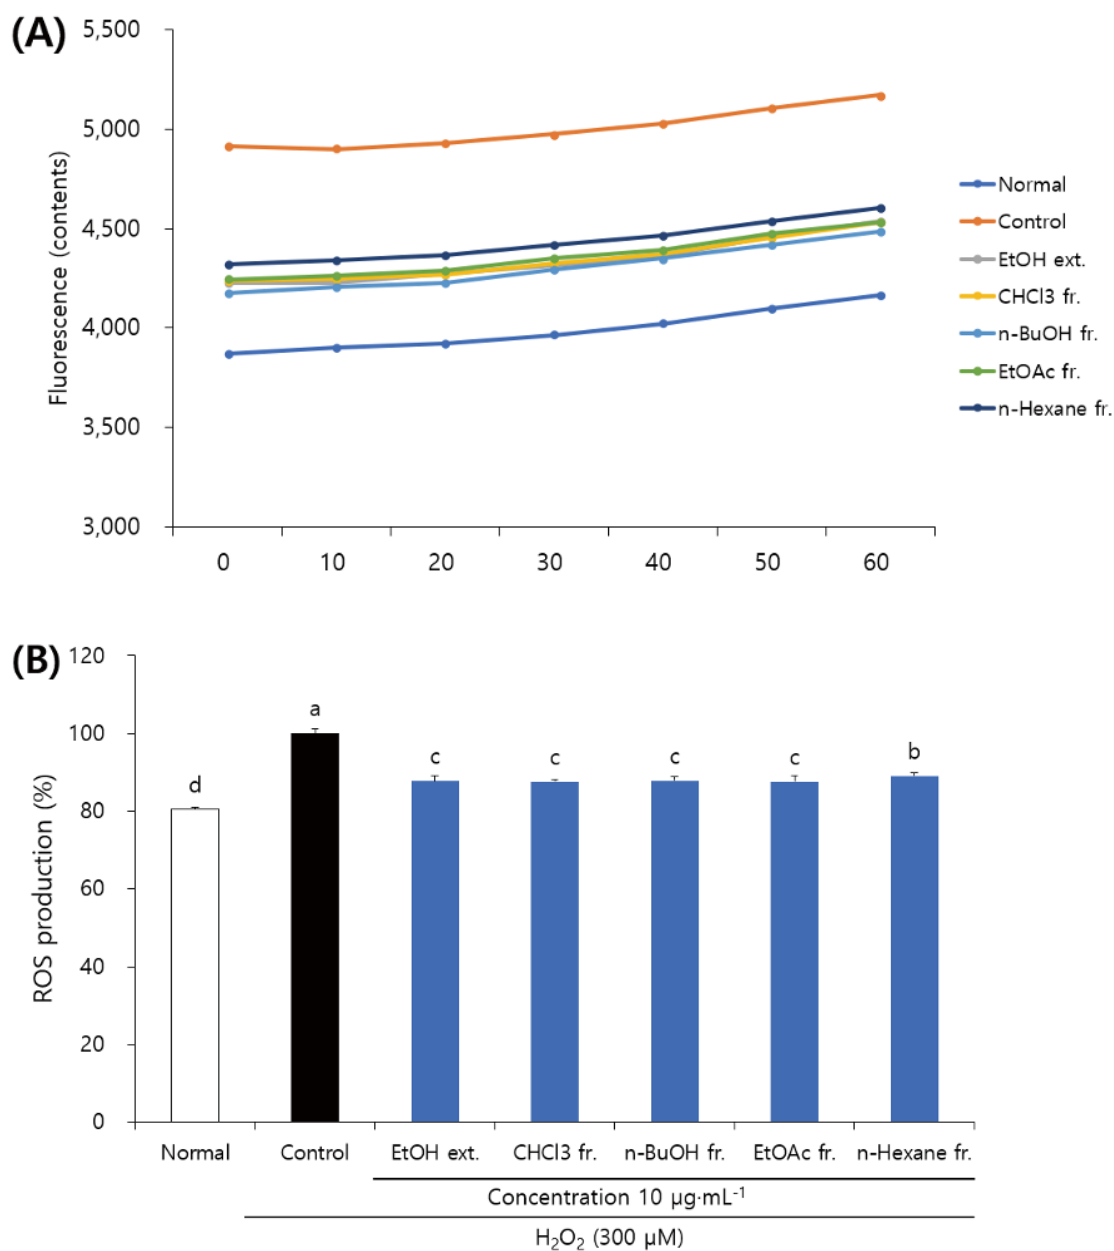 (A)
5,500
5,000
4,500
4,000
3,500
3,000
Fluorescence (contents)
0 10 20 30 40 50 60
Normal
Control
EtOH ext.
CHCl3 fr.
n-BuOH fr.
EtOAc fr.
n-Hexane fr.
(B)
120
100
80
60
40
20
0
ROS production (%)
d a c c c c b
Normal Control EtOH ext. CHCl3 fr. n-BuOH fr. EtOAc fr. n-Hexane fr.
Concentration 10 μg·mL⁻¹
H₂O₂ (300 μM)